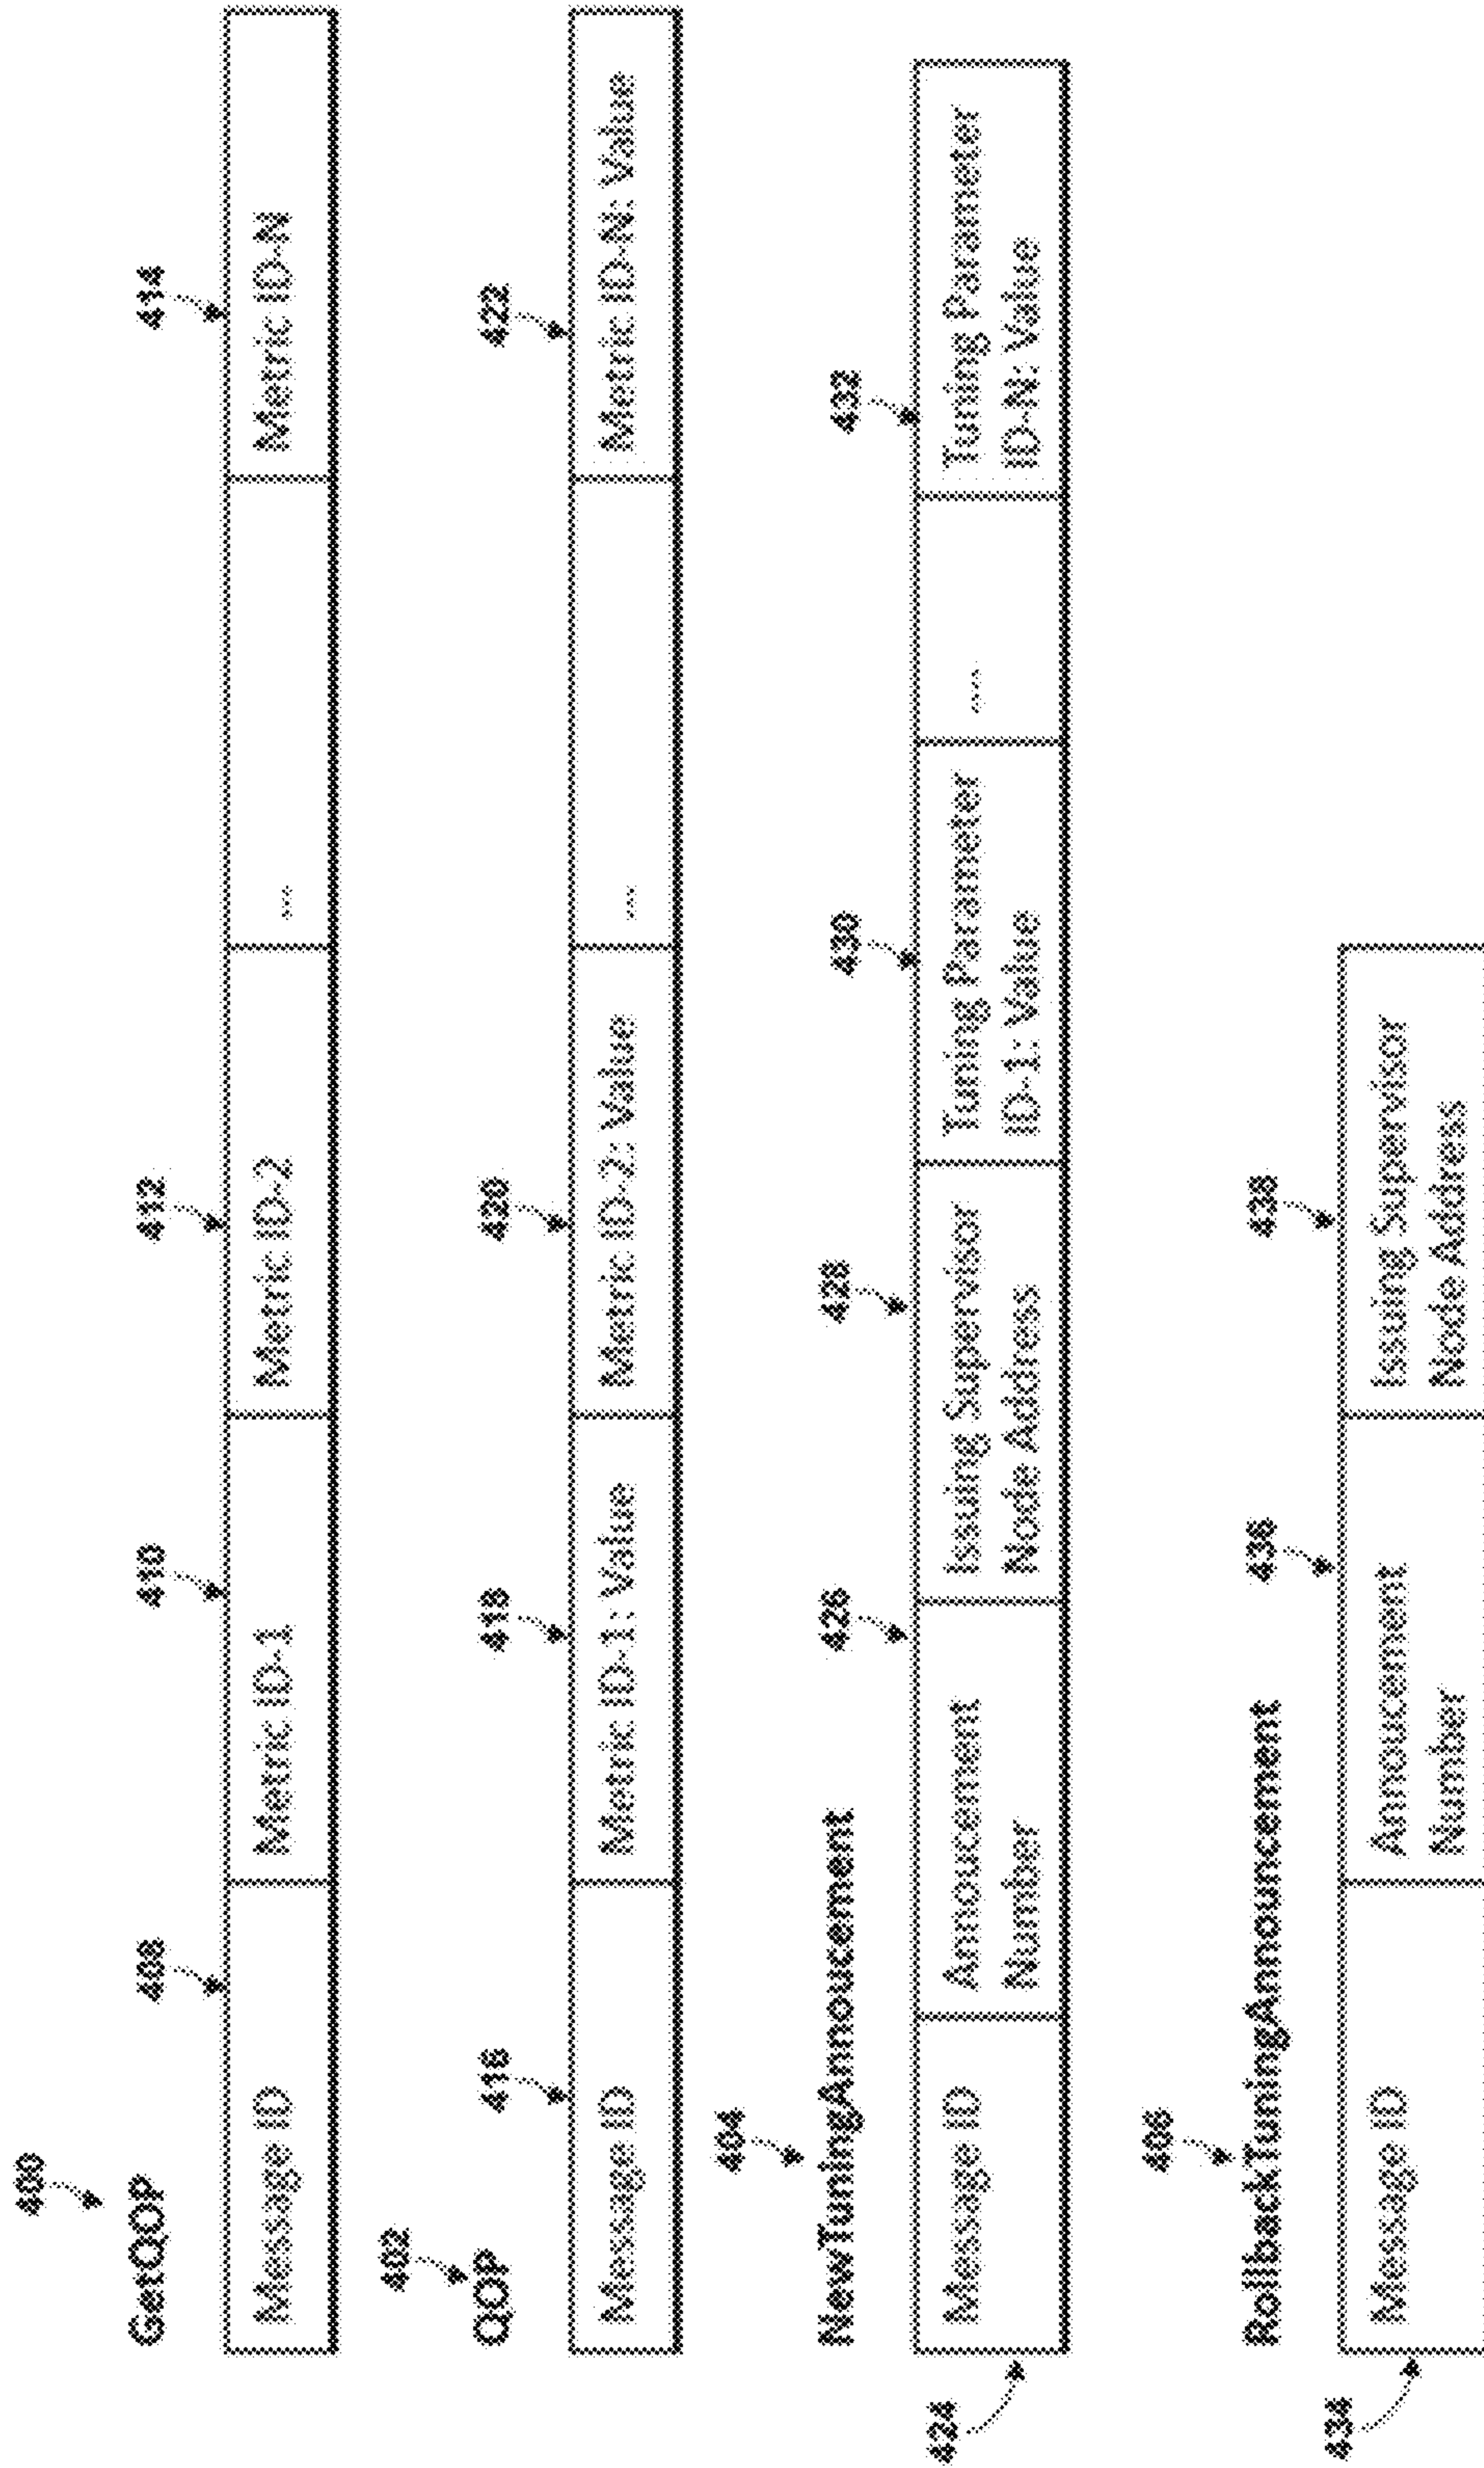 400
GetQOP
408
410
412
414
Message ID
Metric ID-1
Metric ID-2
...
Metric ID-N
402
QOP
416
418
420
422
Message ID
Metric ID-1: Value
Metric ID-2: Value
...
Metric ID-N: Value
404
NewTuningAnnoucement
426
428
430
432
424
Message ID
Annoucement
Number
Issuing Supervisor
Node Address
Tuning Parameter
ID-1: Value
....
Tuning Parameter
ID-N: Value
406
RollbackTuningAnnouncement
436
438
434
Message ID
Annoucement
Number
Issuing Supervisor
Node Address